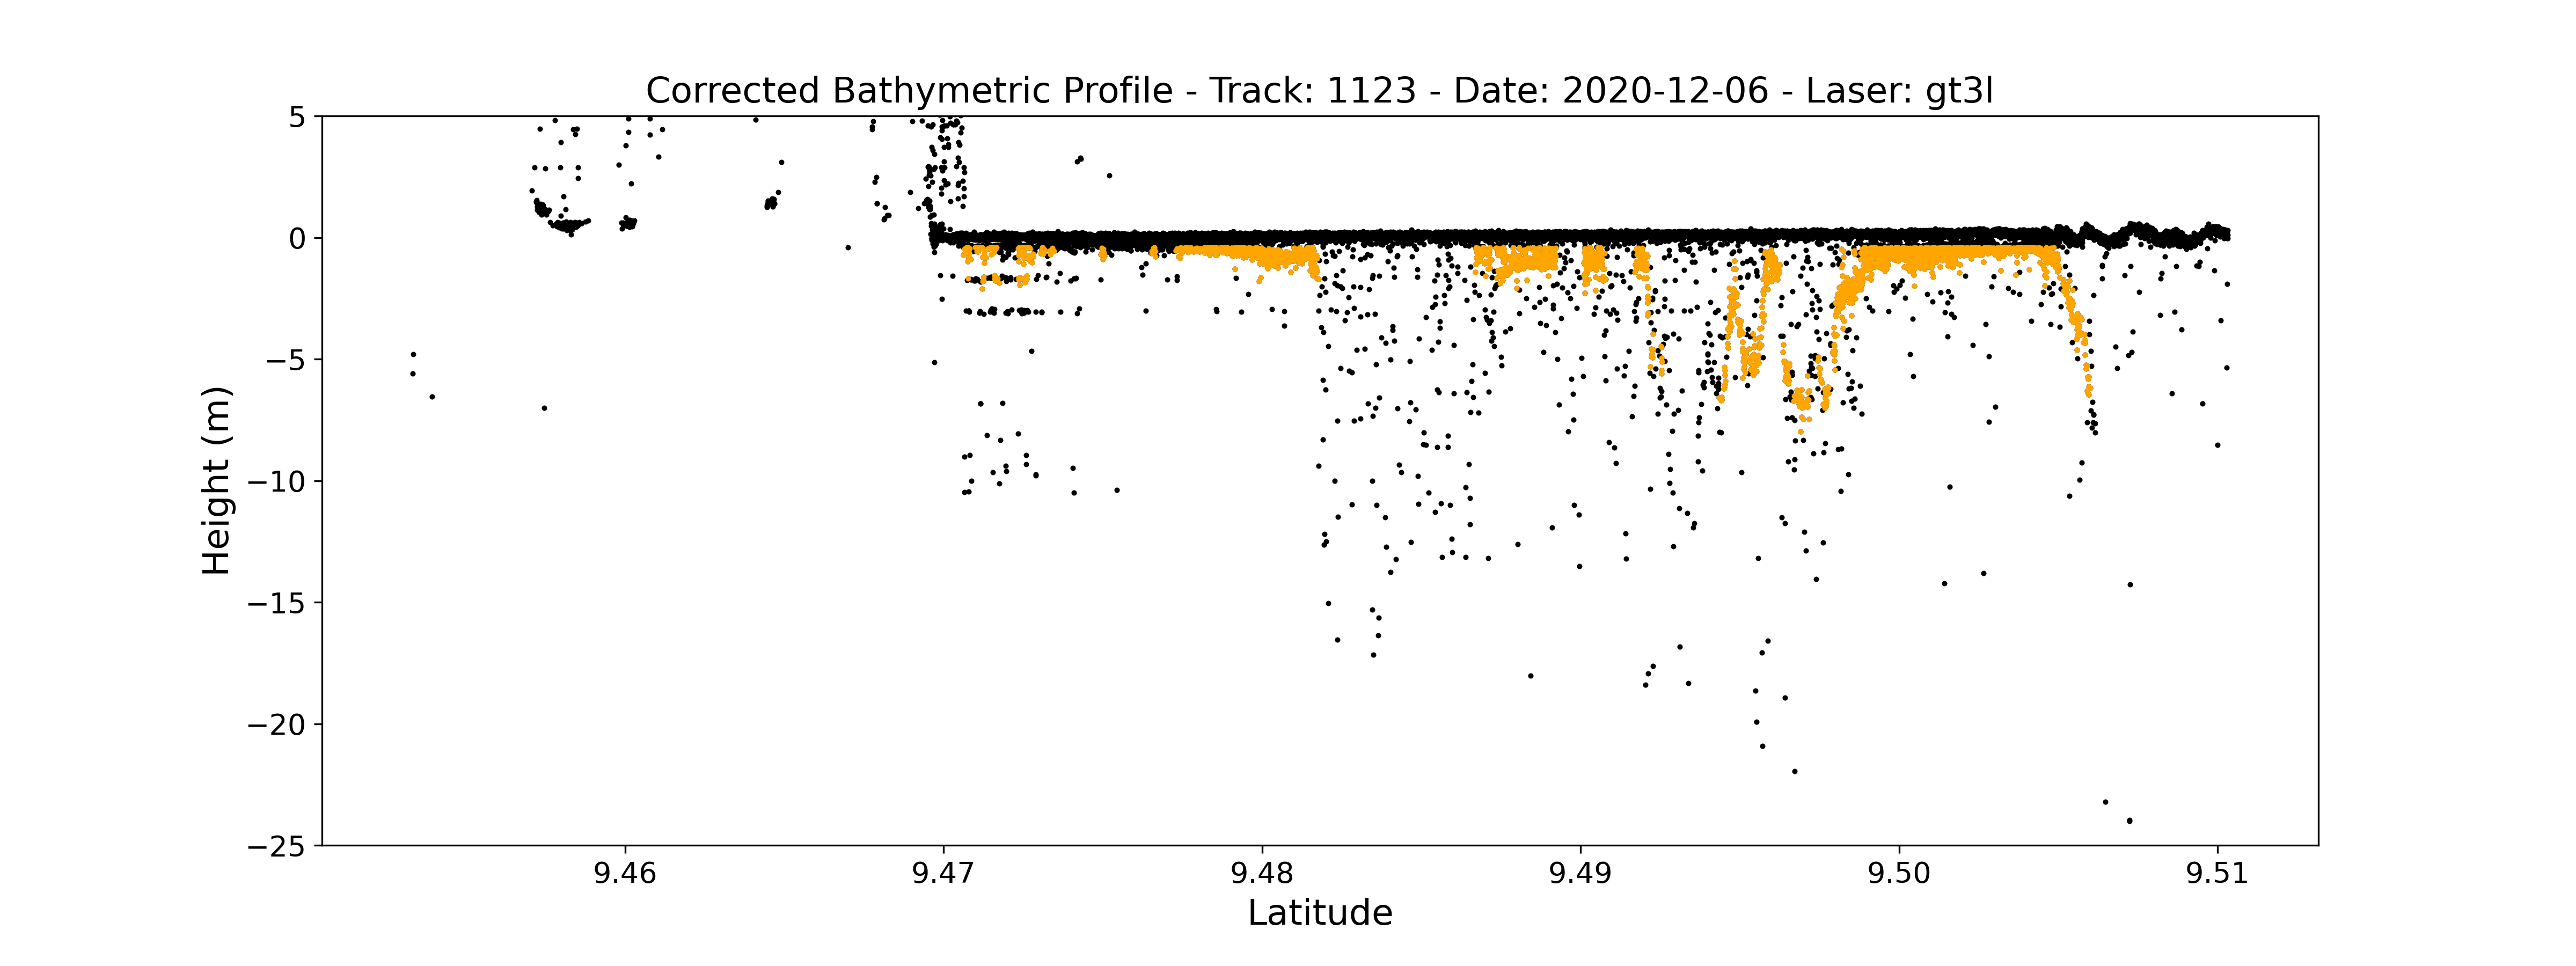 Corrected Bathymetric Profile - Track: 1123 - Date: 2020-12-06 - Laser: gt3l
5
0
−5
−10
−15
−20
−25
Height (m)
9.46 9.47 9.48 9.49 9.50 9.51
Latitude